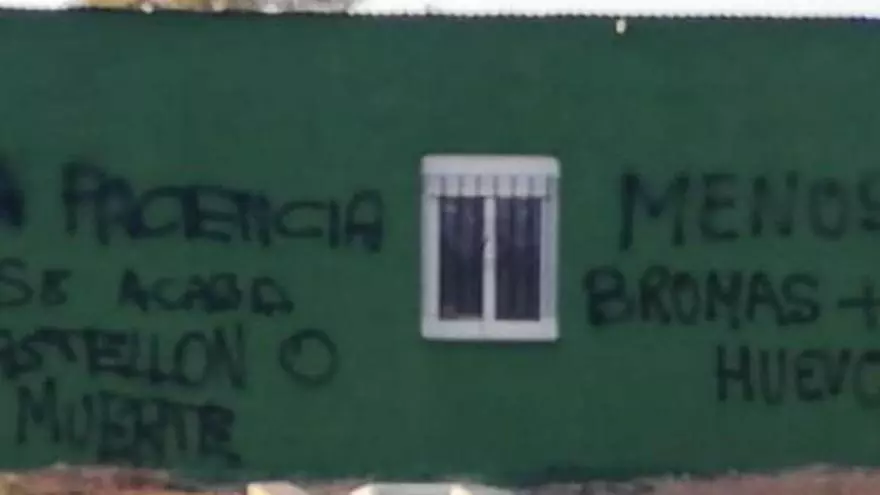 A PACIENCIA
SE ACABA
ASTELLON O
MUERTE
MENOS
BROMAS +
HUEVO